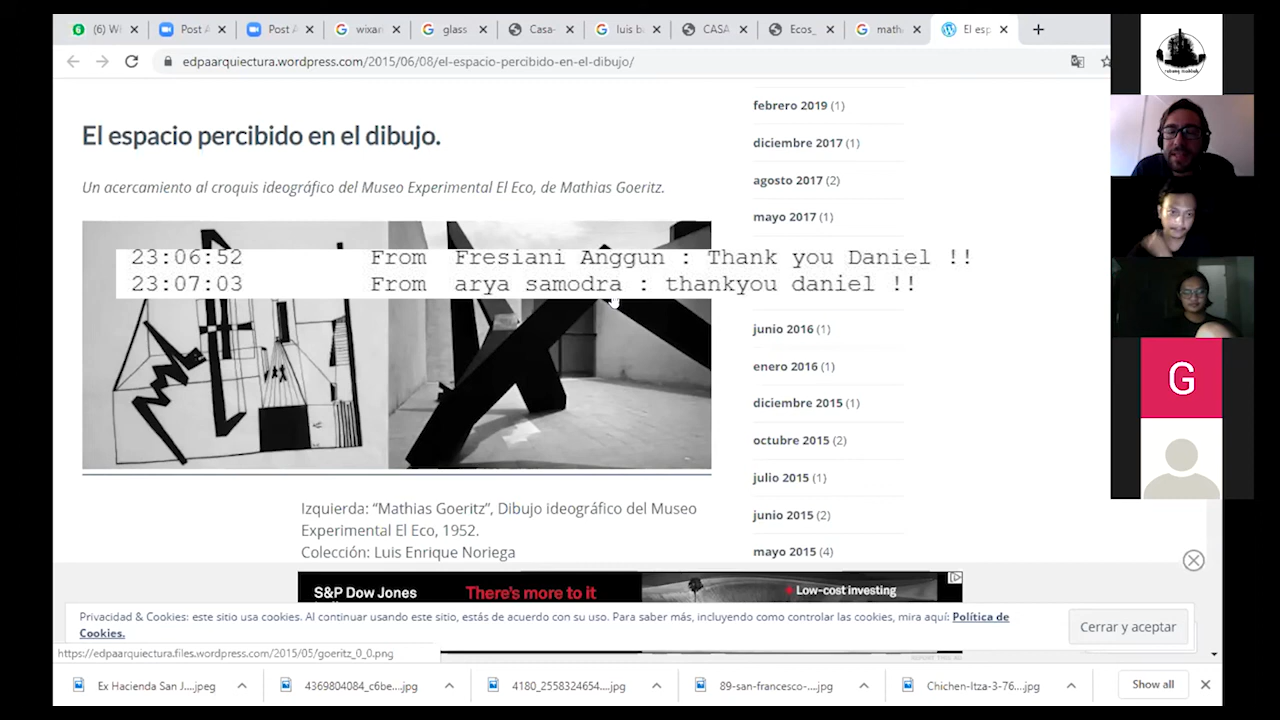 (6) WI
Post A
Post A
wixan
glass
Casa-
luis ba
CASA
Ecos_
math
El esp
edpaarquiectura.wordpress.com/2015/06/08/el-espacio-percibido-en-el-dibujo/
El espacio percibido en el dibujo.
Un acercamiento al croquis ideográfico del Museo Experimental El Eco, de Mathias Goeritz.
23:06:52 From Fresiani Anggun : Thank you Daniel !!
23:07:03 From arya samodra : thankyou daniel !!
Izquierda: “Mathias Goeritz”, Dibujo ideográfico del Museo
Experimental El Eco, 1952.
Colección: Luis Enrique Noriega
febrero 2019 (1)
diciembre 2017 (1)
agosto 2017 (2)
mayo 2017 (1)
junio 2016 (1)
enero 2016 (1)
diciembre 2015 (1)
octubre 2015 (2)
julio 2015 (1)
junio 2015 (2)
mayo 2015 (4)
G
S&P Dow Jones
There's more to it
Low-cost investing
Privacidad & Cookies: este sitio usa cookies. Al continuar usando este sitio, estás de acuerdo con su uso. Para saber más, incluyendo como controlar las cookies, mira aquí: Política de
Cookies.
Cerrar y aceptar
https://edpaarquiectura.files.wordpress.com/2015/05/goeritz_0_0.png
REPORT THIS AD
Ex Hacienda San J....jpeg
4369804084_c6be....jpg
4180_2558324654....jpg
89-san-francesco-....jpg
Chichen-Itza-3-76....jpg
Show all